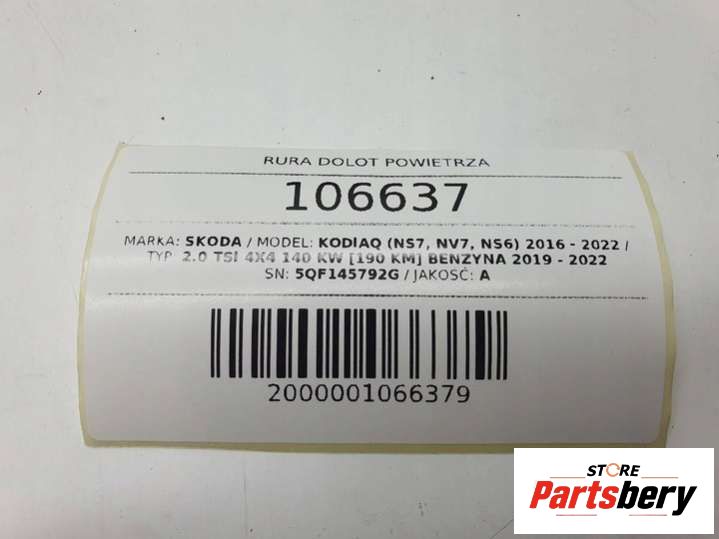 RURA DOLOT POWIETRZA
106637
MARKA: SKODA / MODEL: KODIAQ (NS7, NV7, NS6) 2016 - 2022 /
TYP: 2.0 TSI 4X4 140 KW [190 KM] BENZYNA 2019 - 2022
SN: 5QF145792G / JAKOŚĆ: A
2000001066379
STORE
Partsbery